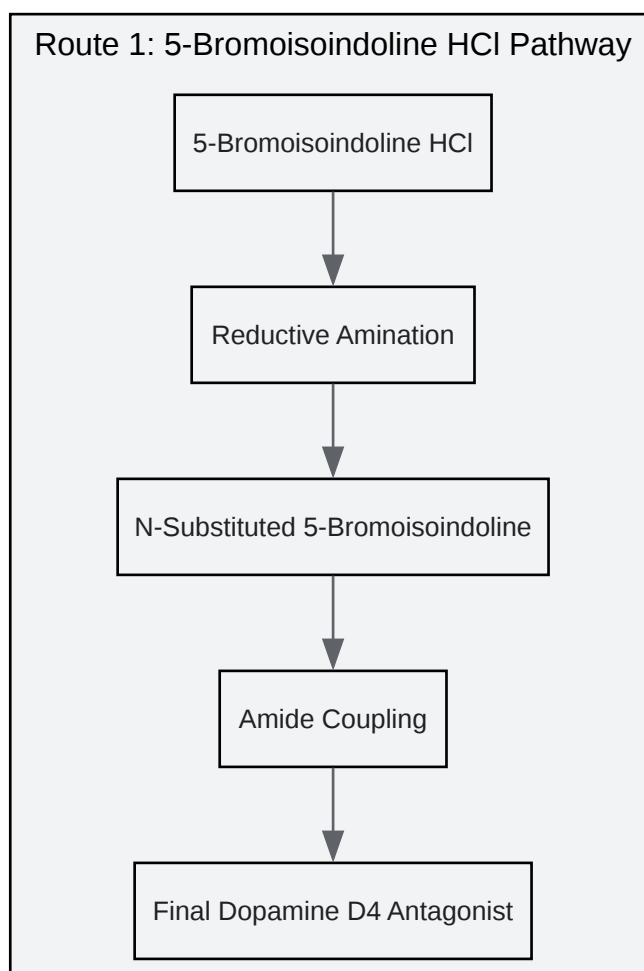 Route 1: 5-Bromoisoindoline HCl Pathway
5-Bromoisoindoline HCl
Reductive Amination
N-Substituted 5-Bromoisoindoline
Amide Coupling
Final Dopamine D4 Antagonist